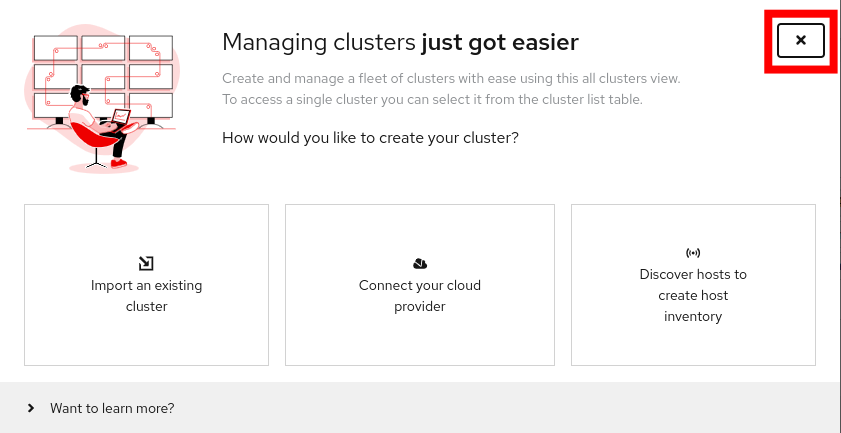 Managing clusters just got easier
Create and manage a fleet of clusters with ease using this all clusters view.
To access a single cluster you can select it from the cluster list table.
How would you like to create your cluster?
Import an existing
cluster
Connect your cloud
provider
Discover hosts to
create host
inventory
Want to learn more?